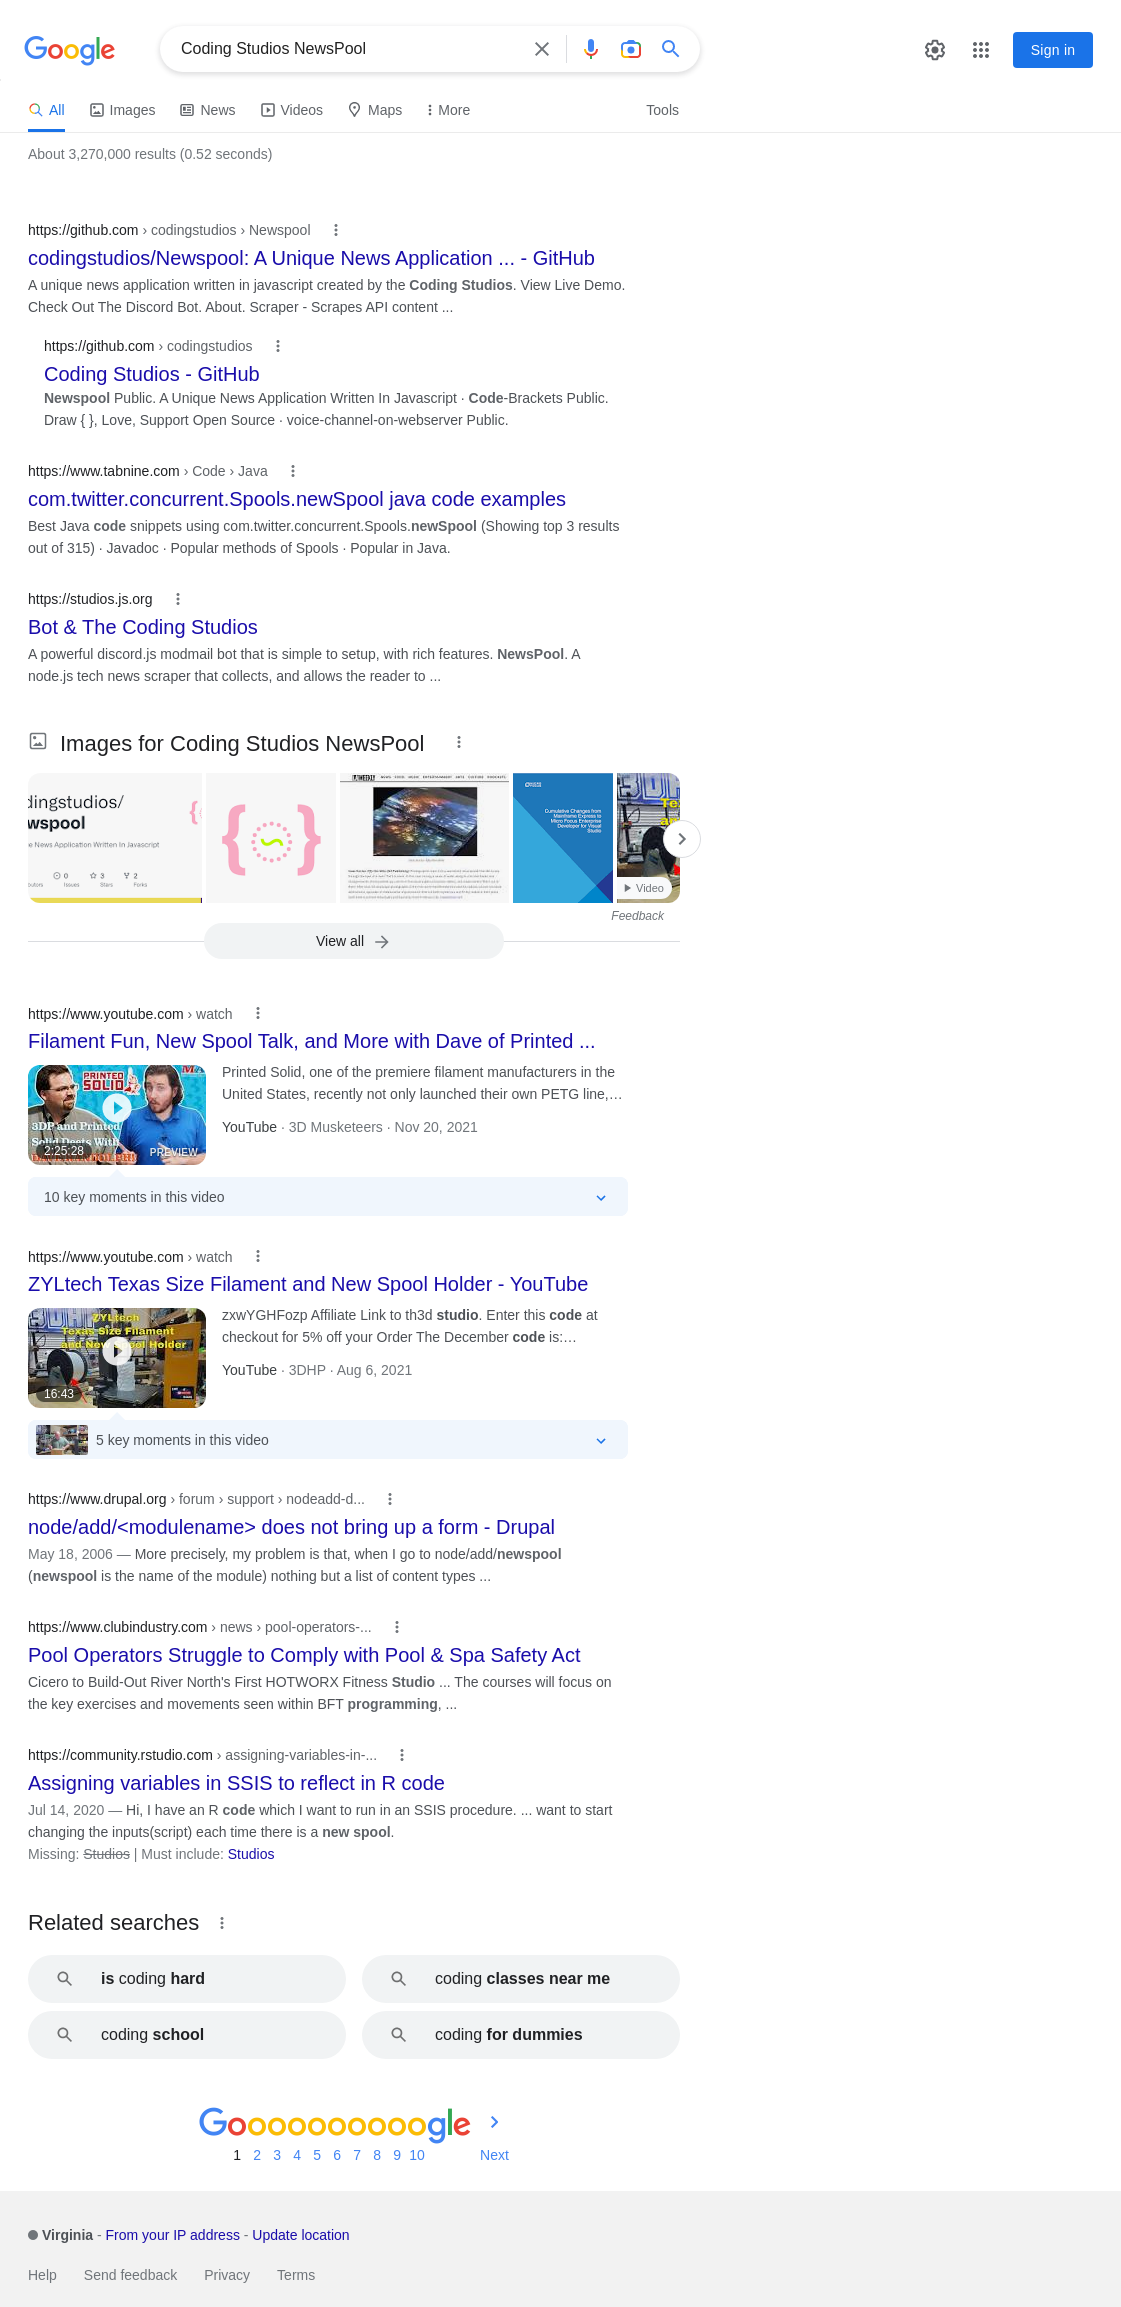 Google
Coding Studios NewsPool
Sign in
All
Images
News
Videos
Maps
More
Tools
About 3,270,000 results (0.52 seconds)
https://github.com › codingstudios › Newspool
codingstudios/Newspool: A Unique News Application ... - GitHub
A unique news application written in javascript created by the Coding Studios. View Live Demo.
Check Out The Discord Bot. About. Scraper - Scrapes API content ...
https://github.com › codingstudios
Coding Studios - GitHub
Newspool Public. A Unique News Application Written In Javascript · Code-Brackets Public.
Draw { }, Love, Support Open Source · voice-channel-on-webserver Public.
https://www.tabnine.com › Code › Java
com.twitter.concurrent.Spools.newSpool java code examples
Best Java code snippets using com.twitter.concurrent.Spools.newSpool (Showing top 3 results
out of 315) · Javadoc · Popular methods of Spools · Popular in Java.
https://studios.js.org
Bot & The Coding Studios
A powerful discord.js modmail bot that is simple to setup, with rich features. NewsPool. A
node.js tech news scraper that collects, and allows the reader to ...
Images for Coding Studios NewsPool
dingstudios/
wspool
e News Application Written In Javascript
0
3
2
Issues
Stars
Forks
Cumulative Changes from
Mainframe Express to
Micro Focus Enterprise
Developer for Visual
Studio
Video
Feedback
View all
https://www.youtube.com › watch
Filament Fun, New Spool Talk, and More with Dave of Printed ...
PRINTED
SOLID
3DP and Printed
Solid Deets With
2:25:28
PREVIEW
Printed Solid, one of the premiere filament manufacturers in the
United States, recently not only launched their own PETG line,…
YouTube · 3D Musketeers · Nov 20, 2021
10 key moments in this video
https://www.youtube.com › watch
ZYLtech Texas Size Filament and New Spool Holder - YouTube
ZYLtech
Texas Size Filament
and New Spool Holder
16:43
zxwYGHFozp Affiliate Link to th3d studio. Enter this code at
checkout for 5% off your Order The December code is:…
YouTube · 3DHP · Aug 6, 2021
5 key moments in this video
https://www.drupal.org › forum › support › nodeadd-d...
node/add/<modulename> does not bring up a form - Drupal
May 18, 2006 — More precisely, my problem is that, when I go to node/add/newspool
(newspool is the name of the module) nothing but a list of content types ...
https://www.clubindustry.com › news › pool-operators-...
Pool Operators Struggle to Comply with Pool & Spa Safety Act
Cicero to Build-Out River North's First HOTWORX Fitness Studio ... The courses will focus on
the key exercises and movements seen within BFT programming, ...
https://community.rstudio.com › assigning-variables-in-...
Assigning variables in SSIS to reflect in R code
Jul 14, 2020 — Hi, I have an R code which I want to run in an SSIS procedure. ... want to start
changing the inputs(script) each time there is a new spool.
Missing: Studios | Must include: Studios
Related searches
is coding hard
coding classes near me
coding school
coding for dummies
Goooooooooogle
1 2 3 4 5 6 7 8 9 10 Next
Virginia - From your IP address - Update location
Help Send feedback Privacy Terms